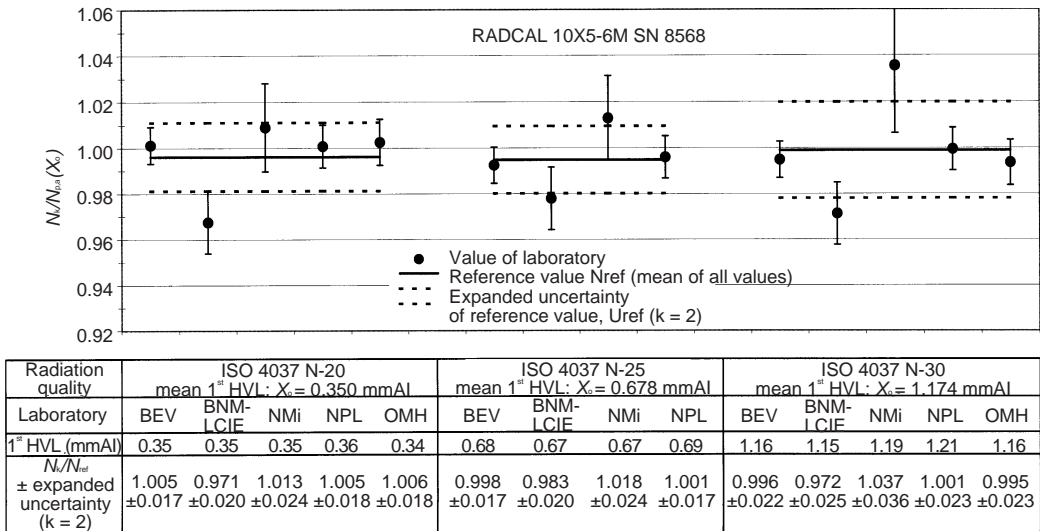 1.06
RADCAL 10X5-6M SN 8568
1.04
1.02
1.00
0.98
0.96
0.94
0.92
Nk/Np,a(Xo)
Value of laboratory
Reference value Nref (mean of all values)
Expanded uncertainty
of reference value, Uref (k = 2)
Radiation quality ISO 4037 N-20 ISO 4037 N-25 ISO 4037 N-30
mean 1st HVL: Xo = 0.350 mmAl mean 1st HVL: Xo = 0.678 mmAl mean 1st HVL: Xo = 1.174 mmAl
Laboratory BEV BNM-LCIE NMi NPL OMH BEV BNM-LCIE NMi NPL BEV BNM-LCIE NMi NPL OMH
1st HVL (mmAl) 0.35 0.35 0.35 0.36 0.34 0.68 0.67 0.67 0.69 1.16 1.15 1.19 1.21 1.16
Nk/Nref
± expanded 1.005 0.971 1.013 1.005 1.006 0.998 0.983 1.018 1.001 0.996 0.972 1.037 1.001 0.995
uncertainty ±0.017 ±0.020 ±0.024 ±0.018 ±0.018 ±0.017 ±0.020 ±0.024 ±0.017 ±0.022 ±0.025 ±0.036 ±0.023 ±0.023
(k = 2)